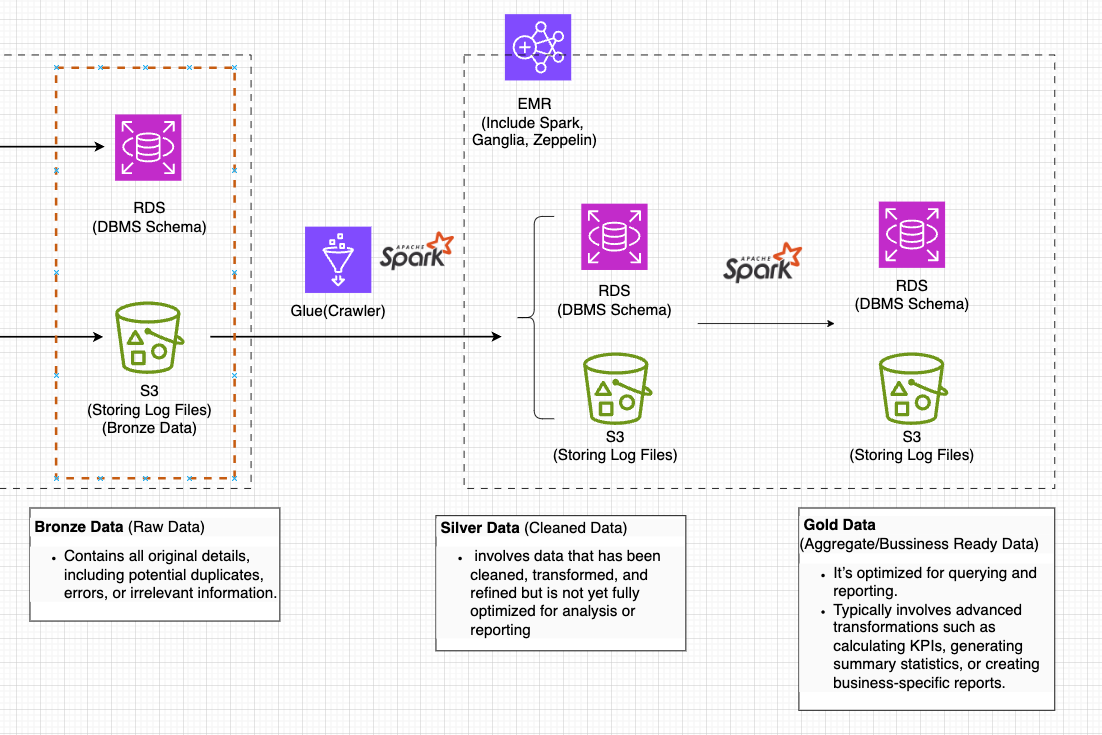 EMR
(Include Spark,
Ganglia, Zeppelin)
RDS
(DBMS Schema)
S3
(Storing Log Files)
(Bronze Data)
Glue(Crawler)
APACHE
Spark
RDS
(DBMS Schema)
S3
(Storing Log Files)
APACHE
Spark
RDS
(DBMS Schema)
S3
(Storing Log Files)
Bronze Data (Raw Data)
• Contains all original details,
including potential duplicates,
errors, or irrelevant information.
Silver Data (Cleaned Data)
• involves data that has been
cleaned, transformed, and
refined but is not yet fully
optimized for analysis or
reporting
Gold Data
(Aggregate/Bussiness Ready Data)
• It's optimized for querying and
reporting.
• Typically involves advanced
transformations such as
calculating KPIs, generating
summary statistics, or creating
business-specific reports.